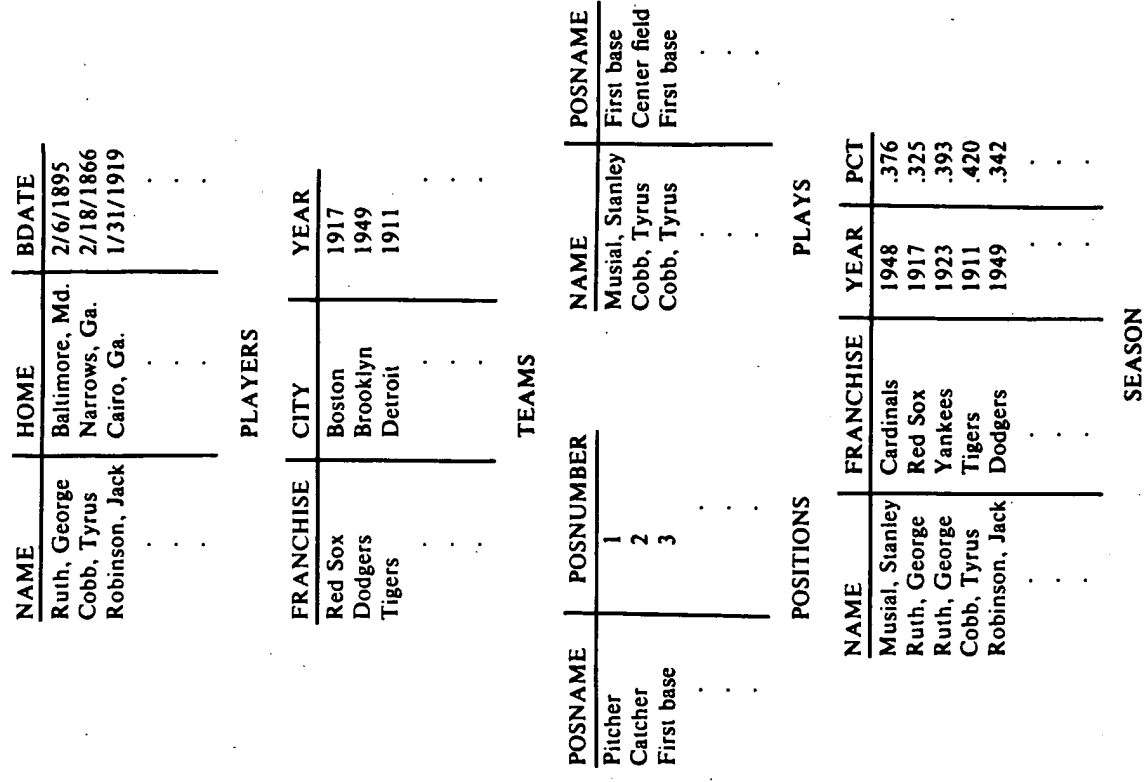 NAME HOME BDATE
Ruth, George Baltimore, Md. 2/6/1895
Cobb, Tyrus Narrows, Ga. 2/18/1866
Robinson, Jack Cairo, Ga. 1/31/1919
. . .
. . .
. . .
PLAYERS
FRANCHISE CITY YEAR
Red Sox Boston 1917
Dodgers Brooklyn 1949
Tigers Detroit 1911
. . .
. . .
. . .
TEAMS
POSNAME POSNUMBER
Pitcher 1
Catcher 2
First base 3
. .
. .
. .
POSITIONS
NAME POSNAME
Musial, Stanley First base
Cobb, Tyrus Center field
Cobb, Tyrus First base
. .
. .
. .
PLAYS
NAME FRANCHISE YEAR PCT
Musial, Stanley Cardinals 1948 .376
Ruth, George Red Sox 1917 .325
Ruth, George Yankees 1923 .393
Cobb, Tyrus Tigers 1911 .420
Robinson, Jack Dodgers 1949 .342
. . . .
. . . .
. . . .
SEASON